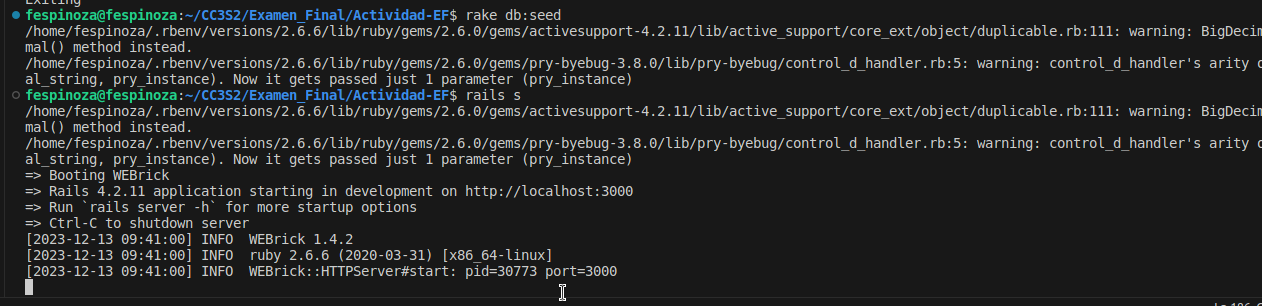 Exiting
fespinoza@fespinoza:~/CC3S2/Examen_Final/Actividad-EF$ rake db:seed
/home/fespinoza/.rbenv/versions/2.6.6/lib/ruby/gems/2.6.0/gems/activesupport-4.2.11/lib/active_support/core_ext/object/duplicable.rb:111: warning: BigDecim
mal() method instead.
/home/fespinoza/.rbenv/versions/2.6.6/lib/ruby/gems/2.6.0/gems/pry-byebug-3.8.0/lib/pry-byebug/control_d_handler.rb:5: warning: control_d_handler's arity c
al_string, pry_instance). Now it gets passed just 1 parameter (pry_instance)
fespinoza@fespinoza:~/CC3S2/Examen_Final/Actividad-EF$ rails s
/home/fespinoza/.rbenv/versions/2.6.6/lib/ruby/gems/2.6.0/gems/activesupport-4.2.11/lib/active_support/core_ext/object/duplicable.rb:111: warning: BigDecim
mal() method instead.
/home/fespinoza/.rbenv/versions/2.6.6/lib/ruby/gems/2.6.0/gems/pry-byebug-3.8.0/lib/pry-byebug/control_d_handler.rb:5: warning: control_d_handler's arity c
al_string, pry_instance). Now it gets passed just 1 parameter (pry_instance)
=> Booting WEBrick
=> Rails 4.2.11 application starting in development on http://localhost:3000
=> Run `rails server -h` for more startup options
=> Ctrl-C to shutdown server
[2023-12-13 09:41:00] INFO  WEBrick 1.4.2
[2023-12-13 09:41:00] INFO  ruby 2.6.6 (2020-03-31) [x86_64-linux]
[2023-12-13 09:41:00] INFO  WEBrick::HTTPServer#start: pid=30773 port=3000